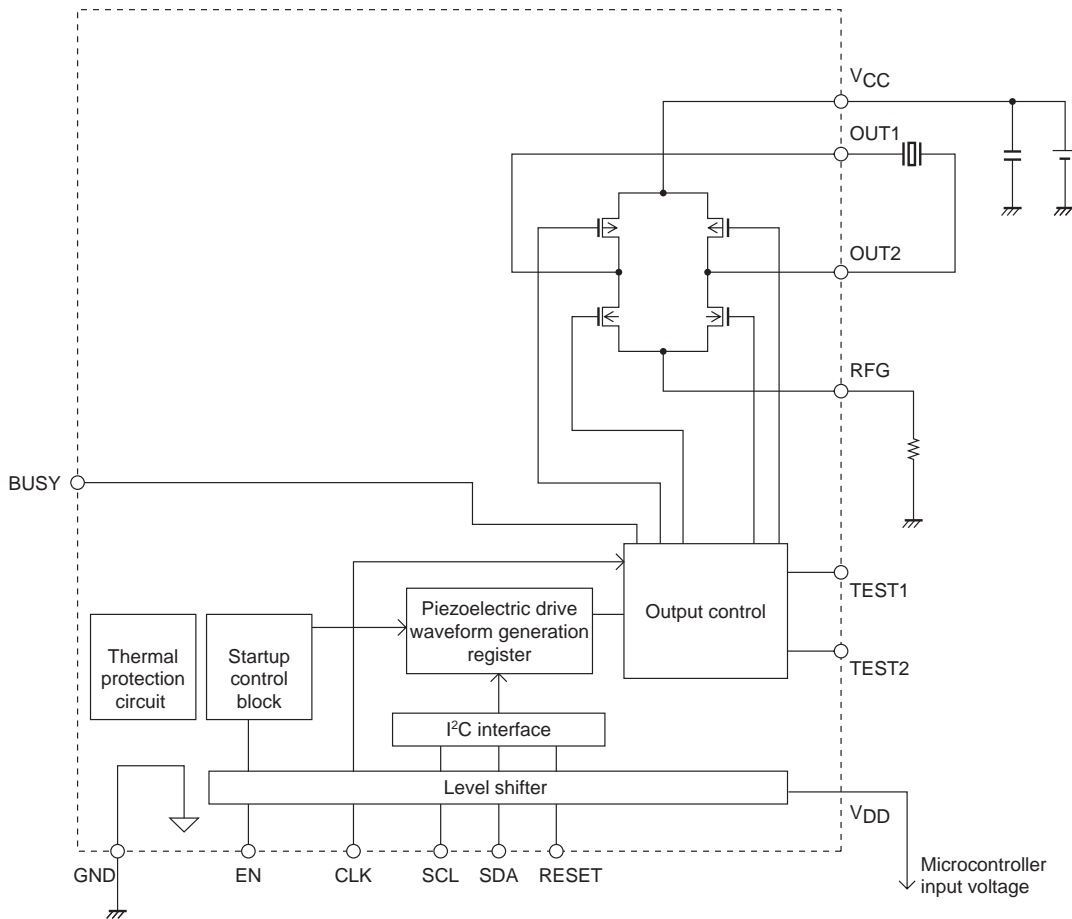 VCC
OUT1
OUT2
RFG
BUSY
TEST1
Piezoelectric drive
waveform generation
register
Output control
Thermal
protection
circuit
Startup
control
block
TEST2
I²C interface
Level shifter
VDD
GND
EN
CLK
SCL
SDA
RESET
Microcontroller
input voltage